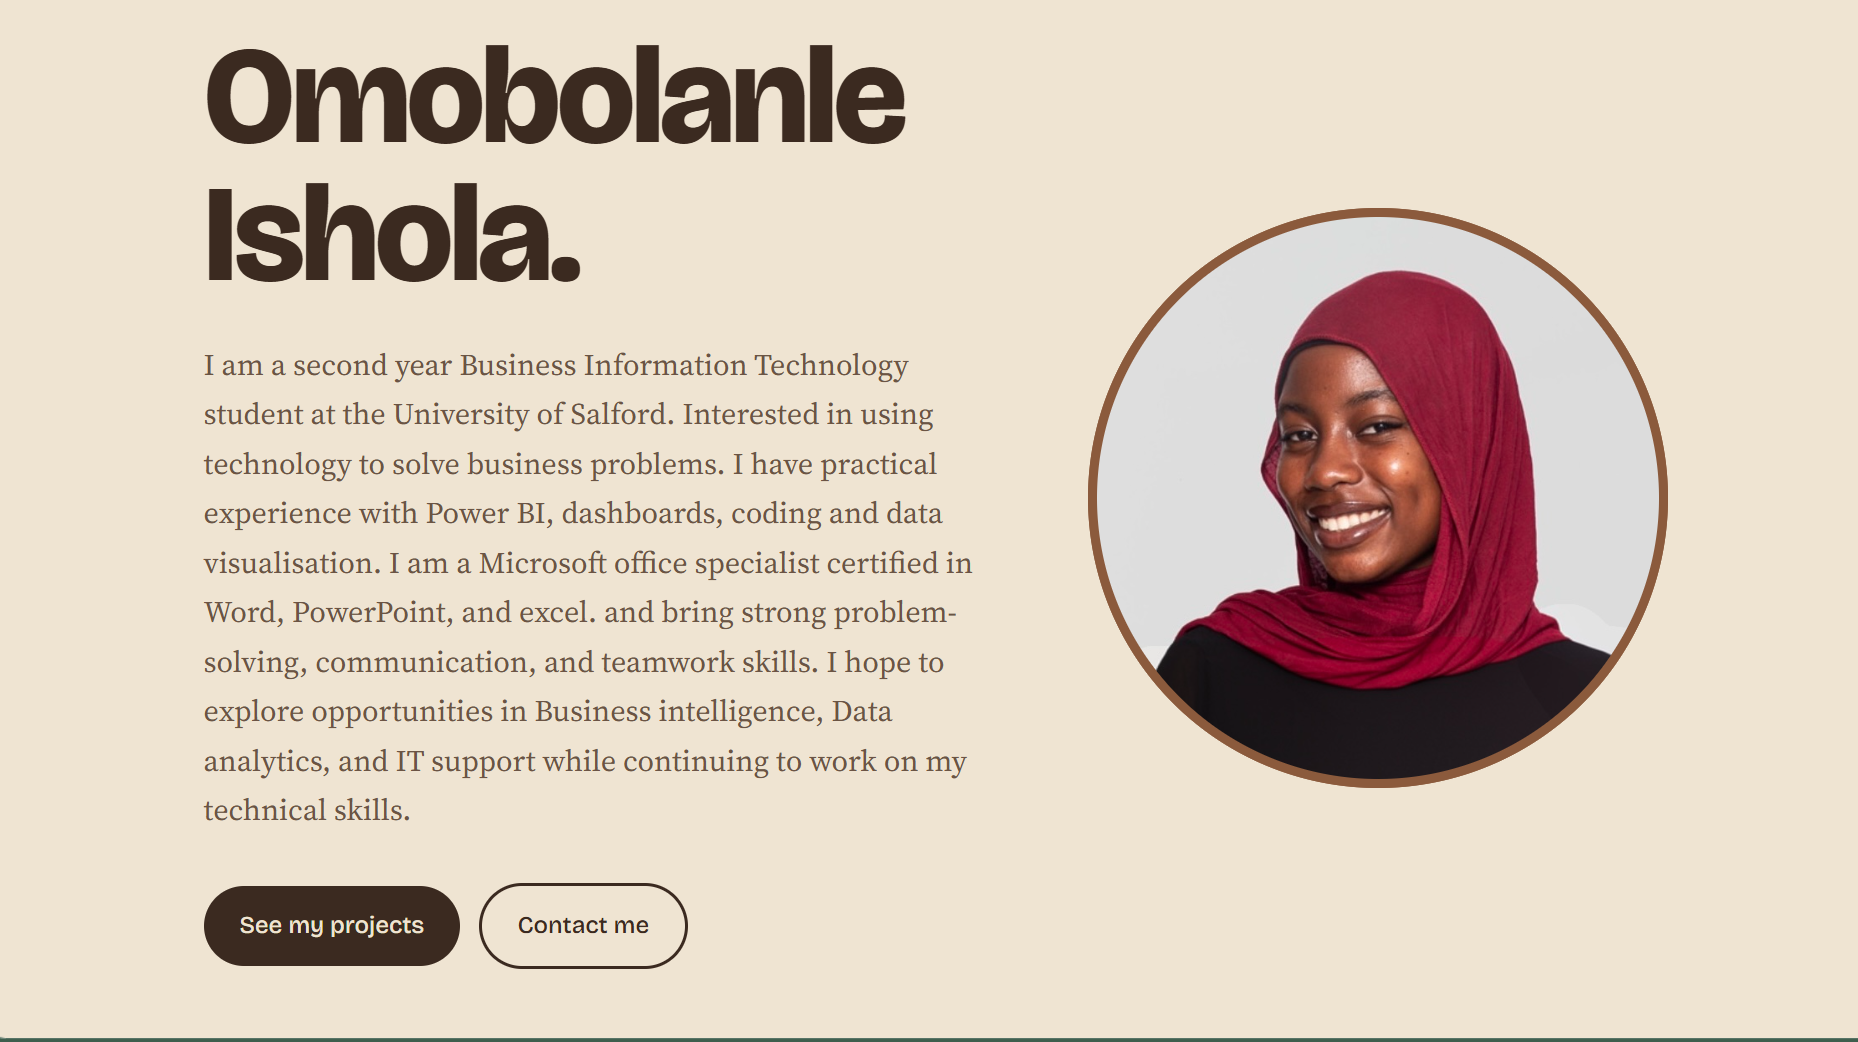 Omobolanle
Ishola.
I am a second year Business Information Technology
student at the University of Salford. Interested in using
technology to solve business problems. I have practical
experience with Power BI, dashboards, coding and data
visualisation. I am a Microsoft office specialist certified in
Word, PowerPoint, and excel. and bring strong problem-
solving, communication, and teamwork skills. I hope to
explore opportunities in Business intelligence, Data
analytics, and IT support while continuing to work on my
technical skills.
See my projects
Contact me